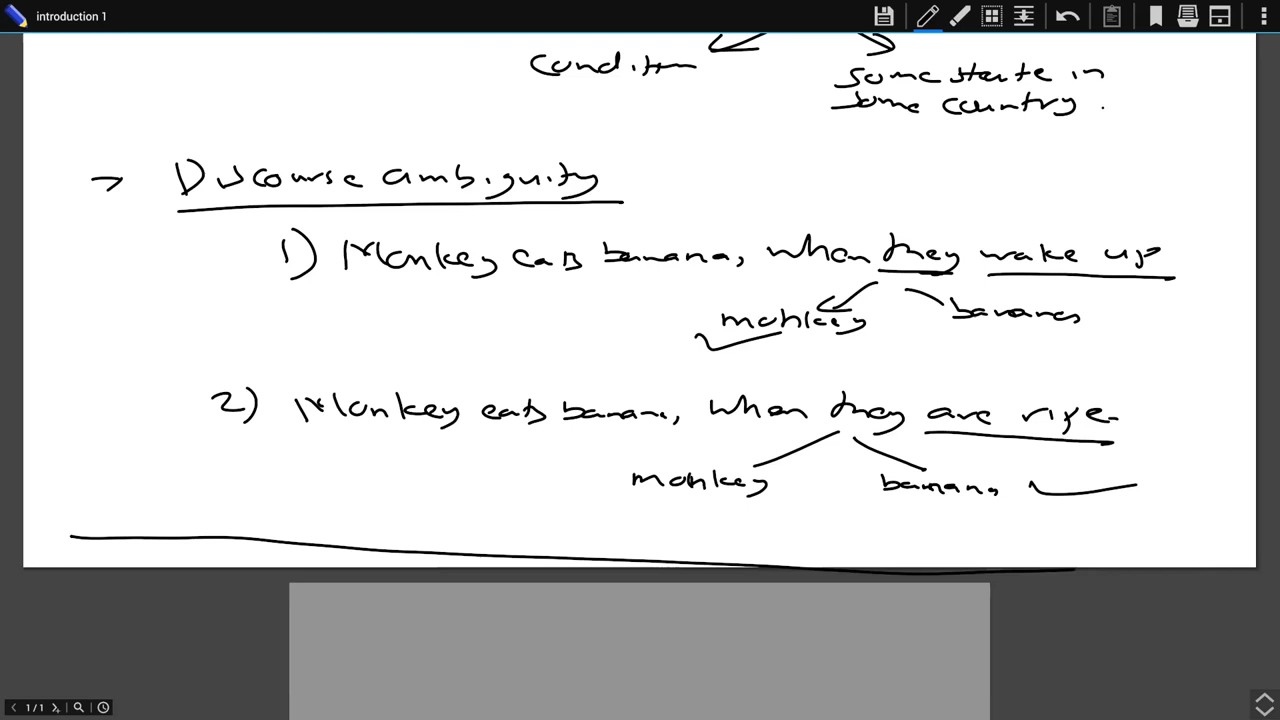 introduction 1
condition
some state in
some country.
→ Discourse ambiguity
1) Monkey eats banana, when they wake up
monkey bananas
2) Monkey eats banana, when they are ripe
monkey banana
1/1